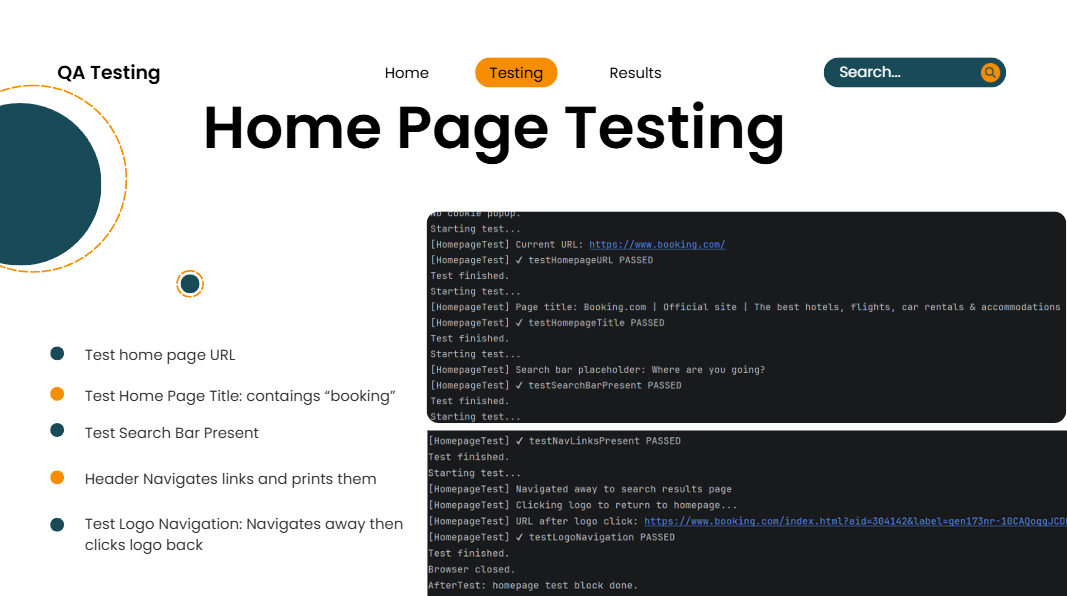 QA Testing
Home
Testing
Results
Search...
Home Page Testing
Test home page URL
Test Home Page Title: contaings “booking”
Test Search Bar Present
Header Navigates links and prints them
Test Logo Navigation: Navigates away then
clicks logo back
No cookie popup.
Starting test...
[HomepageTest] Current URL: https://www.booking.com/
[HomepageTest] ✓ testHomepageURL PASSED
Test finished.
Starting test...
[HomepageTest] Page title: Booking.com | Official site | The best hotels, flights, car rentals & accommodations
[HomepageTest] ✓ testHomepageTitle PASSED
Test finished.
Starting test...
[HomepageTest] Search bar placeholder: Where are you going?
[HomepageTest] ✓ testSearchBarPresent PASSED
Test finished.
Starting test...
[HomepageTest] ✓ testNavLinksPresent PASSED
Test finished.
Starting test...
[HomepageTest] Navigated away to search results page
[HomepageTest] Clicking logo to return to homepage...
[HomepageTest] URL after logo click: https://www.booking.com/index.html?aid=304142&label=gen173nr-10CAQoggJCD
[HomepageTest] ✓ testLogoNavigation PASSED
Test finished.
Browser closed.
AfterTest: homepage test block done.